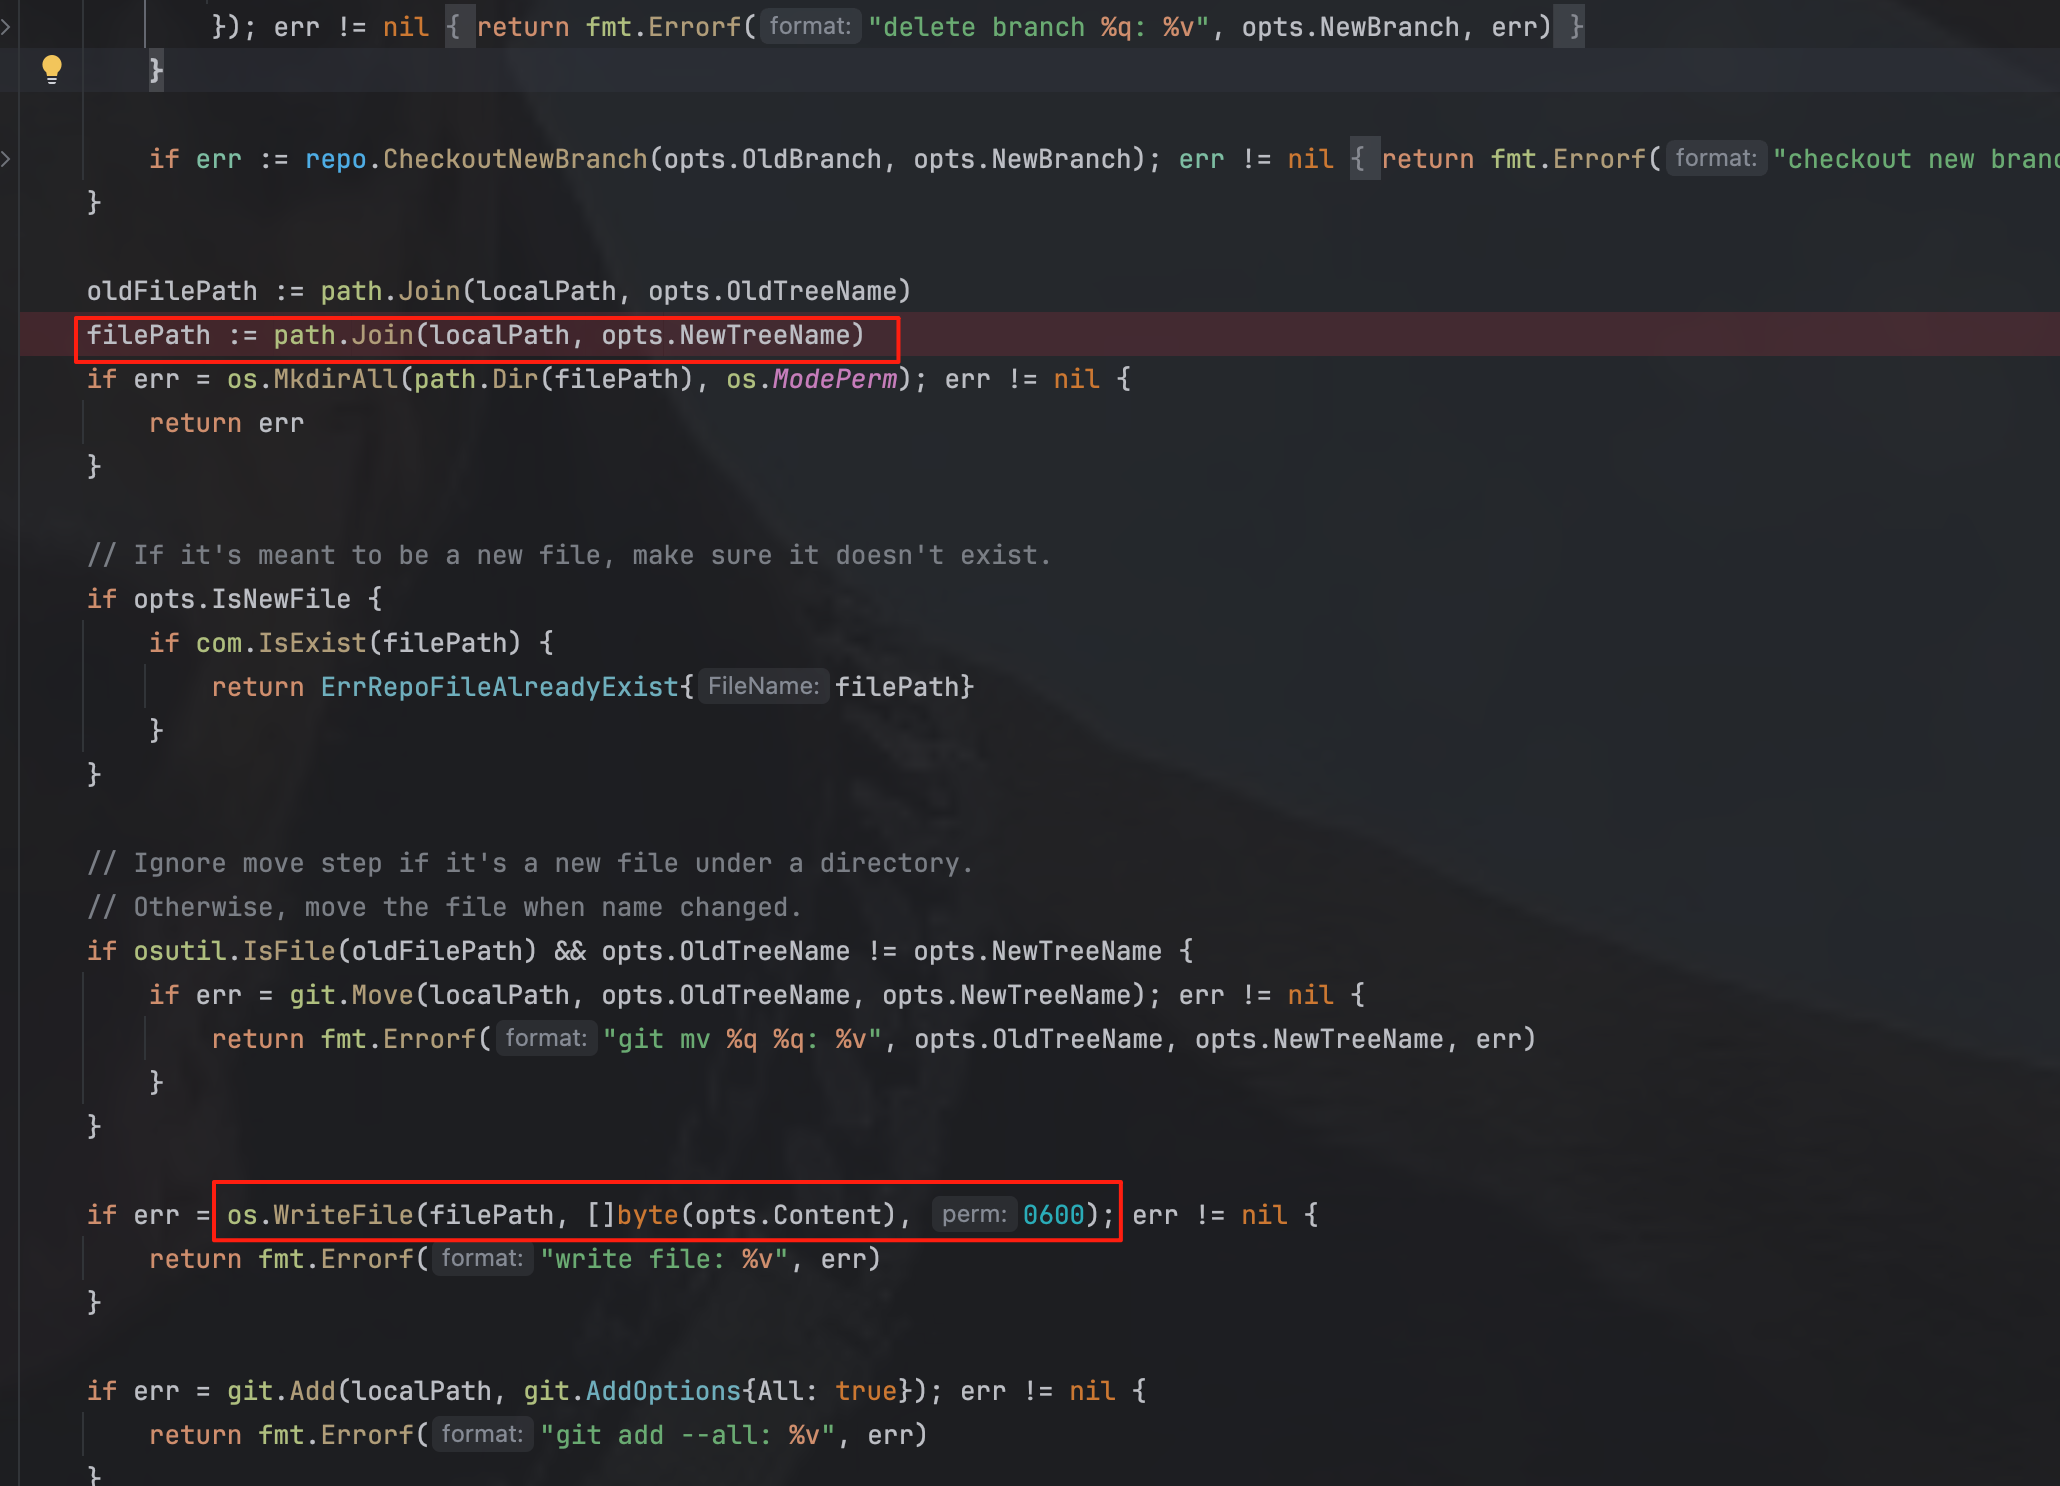 }); err != nil { return fmt.Errorf( format: "delete branch %q: %v", opts.NewBranch, err) }
}
if err := repo.CheckoutNewBranch(opts.OldBranch, opts.NewBranch); err != nil { return fmt.Errorf( format: "checkout new branc
}
oldFilePath := path.Join(localPath, opts.OldTreeName)
filePath := path.Join(localPath, opts.NewTreeName)
if err = os.MkdirAll(path.Dir(filePath), os.ModePerm); err != nil {
return err
}
// If it's meant to be a new file, make sure it doesn't exist.
if opts.IsNewFile {
if com.IsExist(filePath) {
return ErrRepoFileAlreadyExist{ FileName: filePath}
}
}
// Ignore move step if it's a new file under a directory.
// Otherwise, move the file when name changed.
if osutil.IsFile(oldFilePath) && opts.OldTreeName != opts.NewTreeName {
if err = git.Move(localPath, opts.OldTreeName, opts.NewTreeName); err != nil {
return fmt.Errorf( format: "git mv %q %q: %v", opts.OldTreeName, opts.NewTreeName, err)
}
}
if err = os.WriteFile(filePath, []byte(opts.Content), perm: 0600); err != nil {
return fmt.Errorf( format: "write file: %v", err)
}
if err = git.Add(localPath, git.AddOptions{All: true}); err != nil {
return fmt.Errorf( format: "git add --all: %v", err)
}